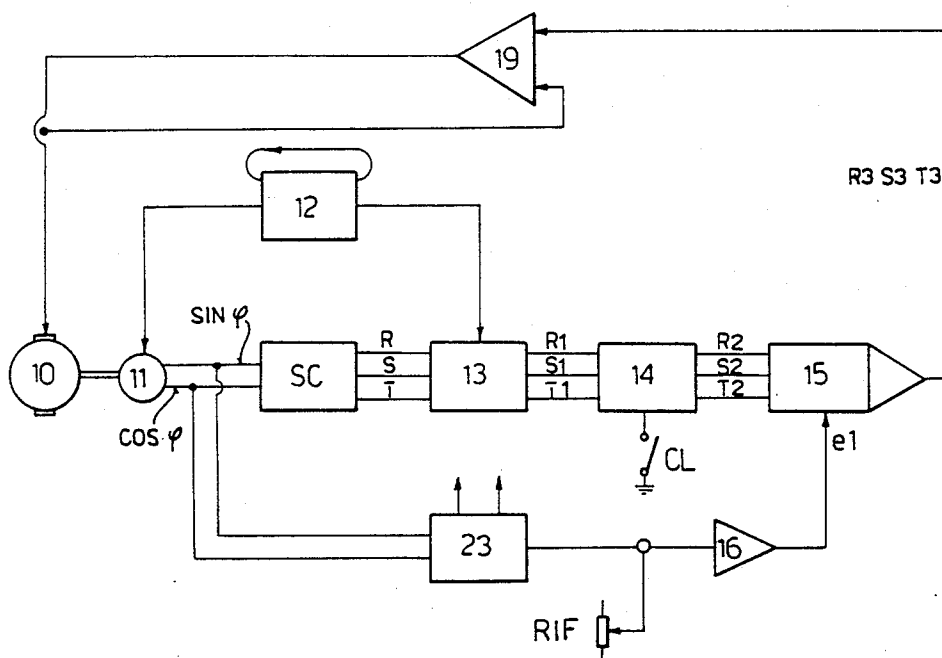 19
R3 S3 T3
12
SIN φ
R
R1
R2
10
11
SC
S
13
S1
14
S2
15
T
T1
T2
COS φ
CL
e1
23
16
RIF